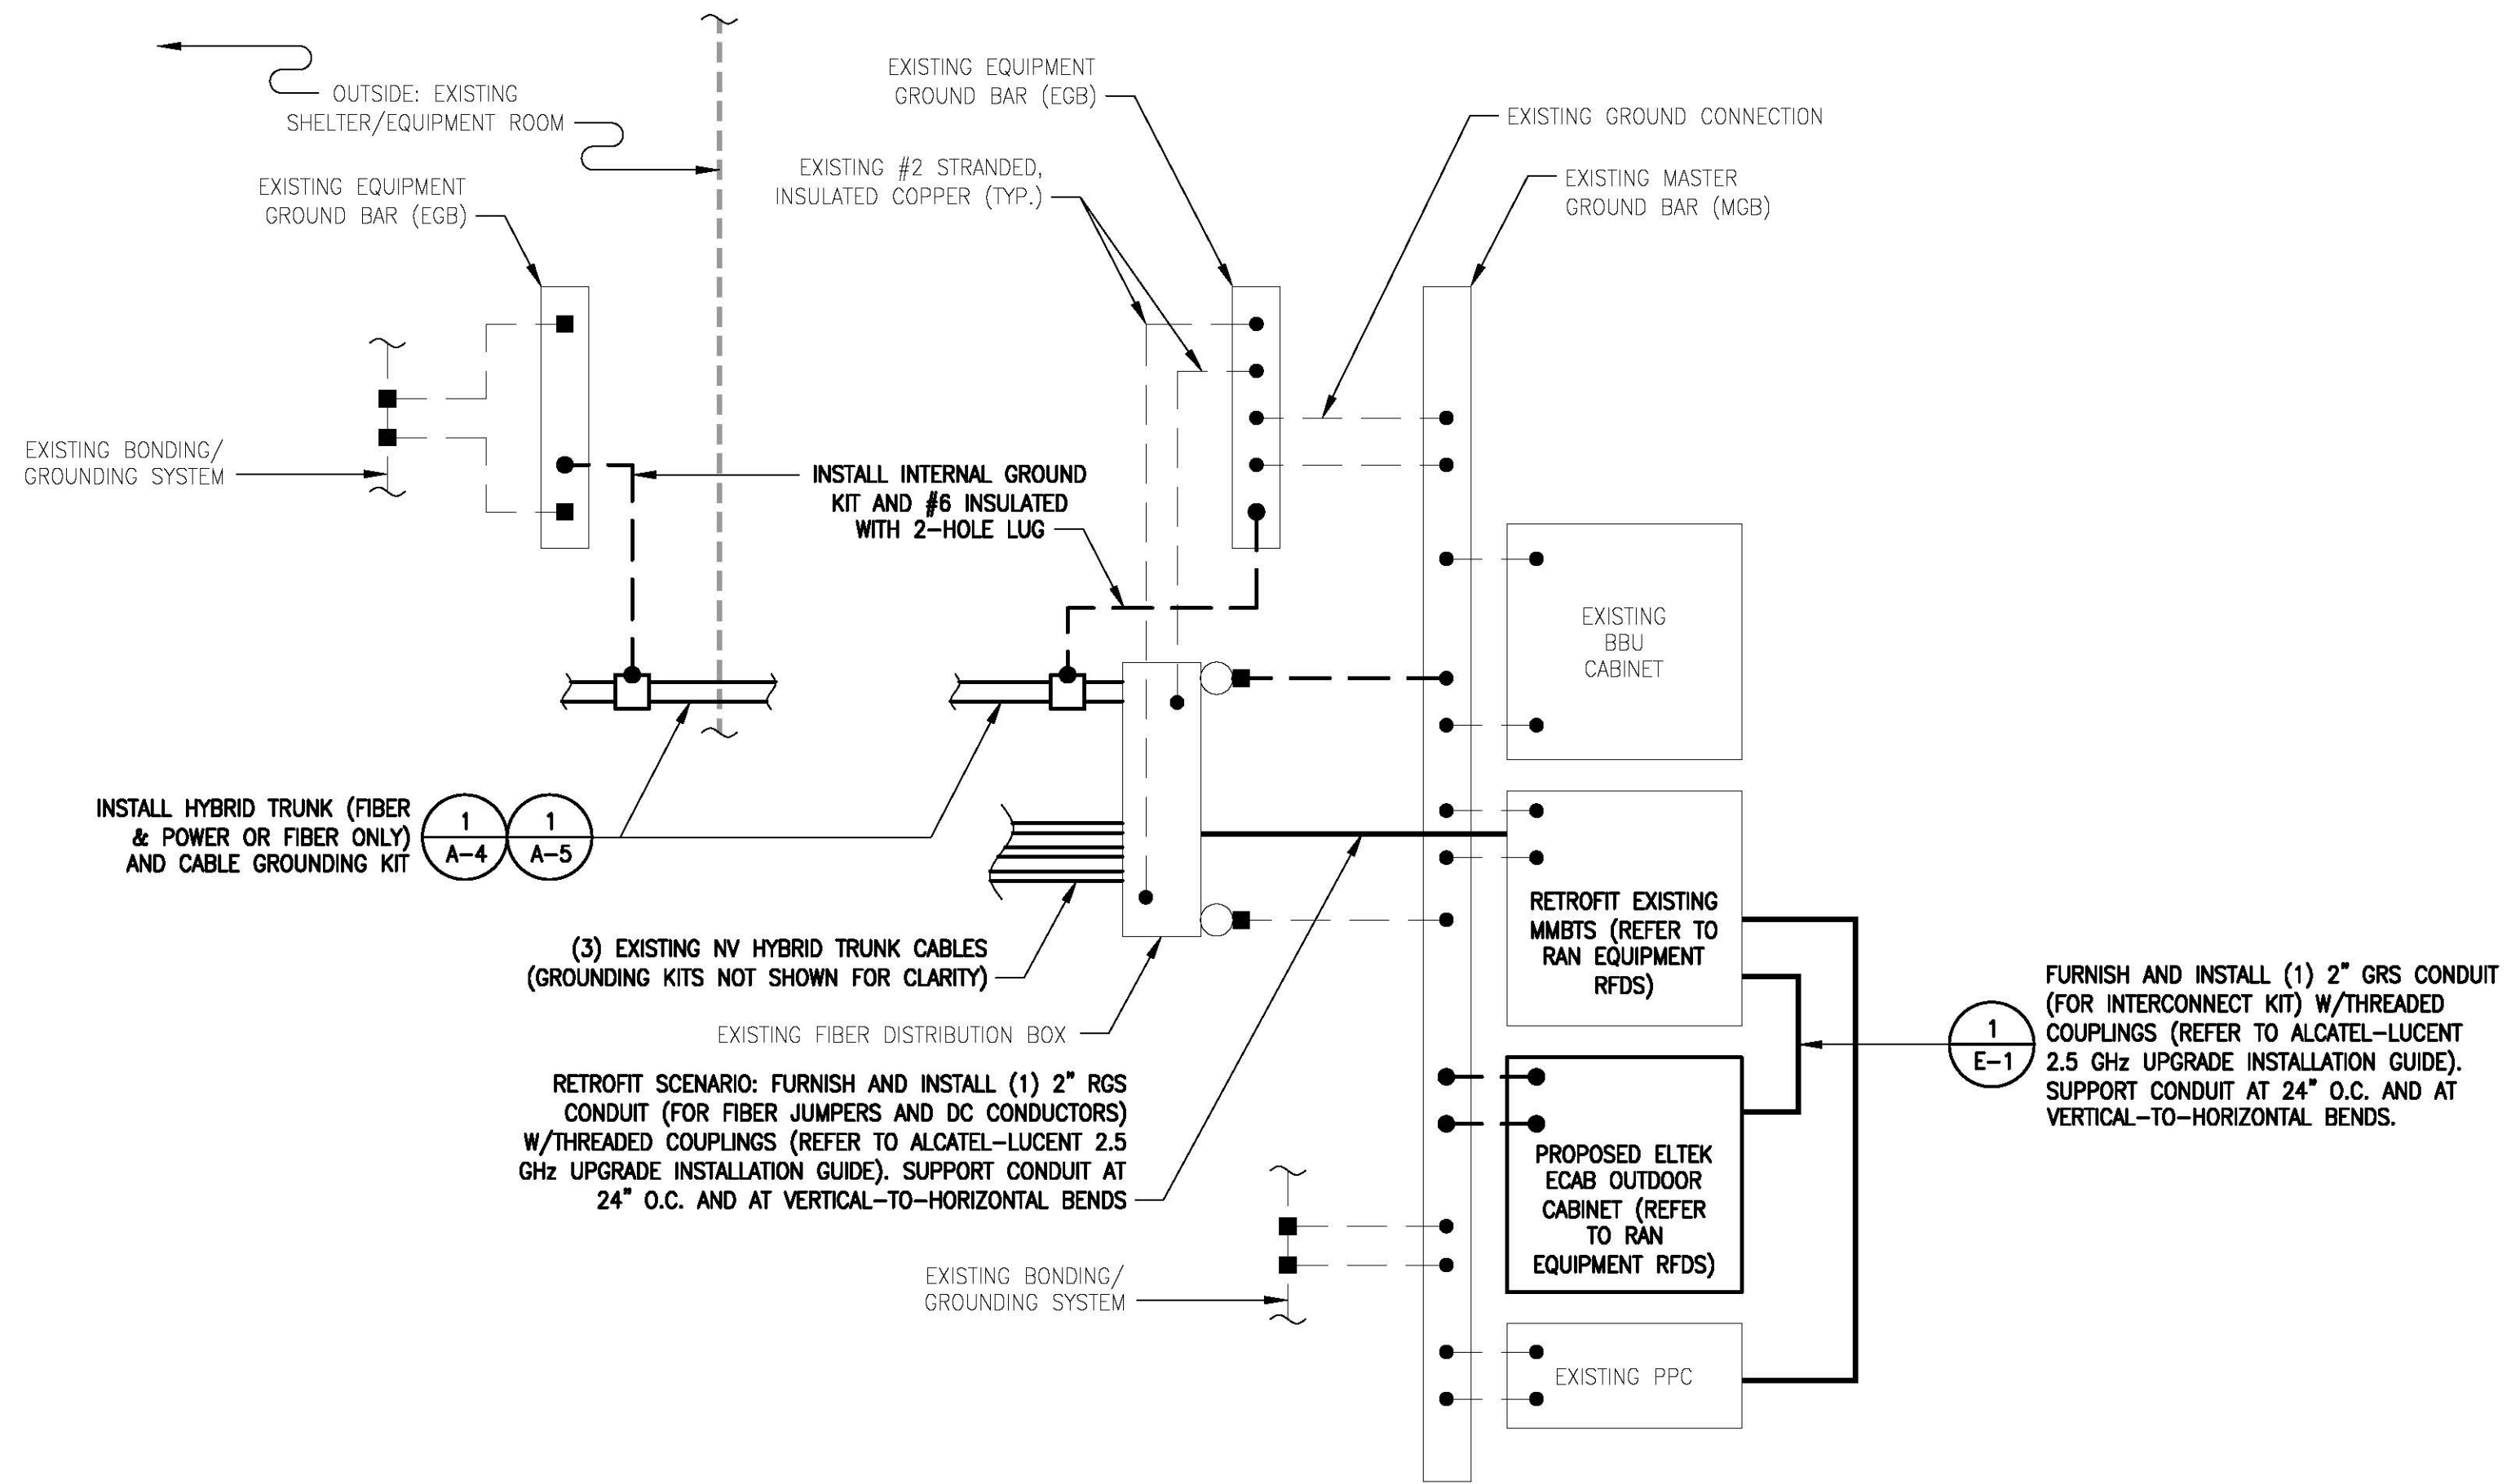 OUTSIDE: EXISTING
SHELTER/EQUIPMENT ROOM
EXISTING EQUIPMENT
GROUND BAR (EGB)
EXISTING EQUIPMENT
GROUND BAR (EGB)
EXISTING #2 STRANDED,
INSULATED COPPER (TYP.)
EXISTING GROUND CONNECTION
EXISTING MASTER
GROUND BAR (MGB)
EXISTING BONDING/
GROUNDING SYSTEM
INSTALL INTERNAL GROUND
KIT AND #6 INSULATED
WITH 2-HOLE LUG
EXISTING
BBU
CABINET
INSTALL HYBRID TRUNK (FIBER
& POWER OR FIBER ONLY)
AND CABLE GROUNDING KIT
1
A-4
1
A-5
(3) EXISTING NV HYBRID TRUNK CABLES
(GROUNDING KITS NOT SHOWN FOR CLARITY)
EXISTING FIBER DISTRIBUTION BOX
RETROFIT SCENARIO: FURNISH AND INSTALL (1) 2" RGS
CONDUIT (FOR FIBER JUMPERS AND DC CONDUCTORS)
W/THREADED COUPLINGS (REFER TO ALCATEL-LUCENT 2.5
GHz UPGRADE INSTALLATION GUIDE). SUPPORT CONDUIT AT
24" O.C. AND AT VERTICAL-TO-HORIZONTAL BENDS
RETROFIT EXISTING
MMBTS (REFER TO
RAN EQUIPMENT
RFDS)
1
E-1
FURNISH AND INSTALL (1) 2" GRS CONDUIT
(FOR INTERCONNECT KIT) W/THREADED
COUPLINGS (REFER TO ALCATEL-LUCENT
2.5 GHz UPGRADE INSTALLATION GUIDE).
SUPPORT CONDUIT AT 24" O.C. AND AT
VERTICAL-TO-HORIZONTAL BENDS.
PROPOSED ELTEK
ECAB OUTDOOR
CABINET (REFER
TO RAN
EQUIPMENT RFDS)
EXISTING BONDING/
GROUNDING SYSTEM
EXISTING PPC